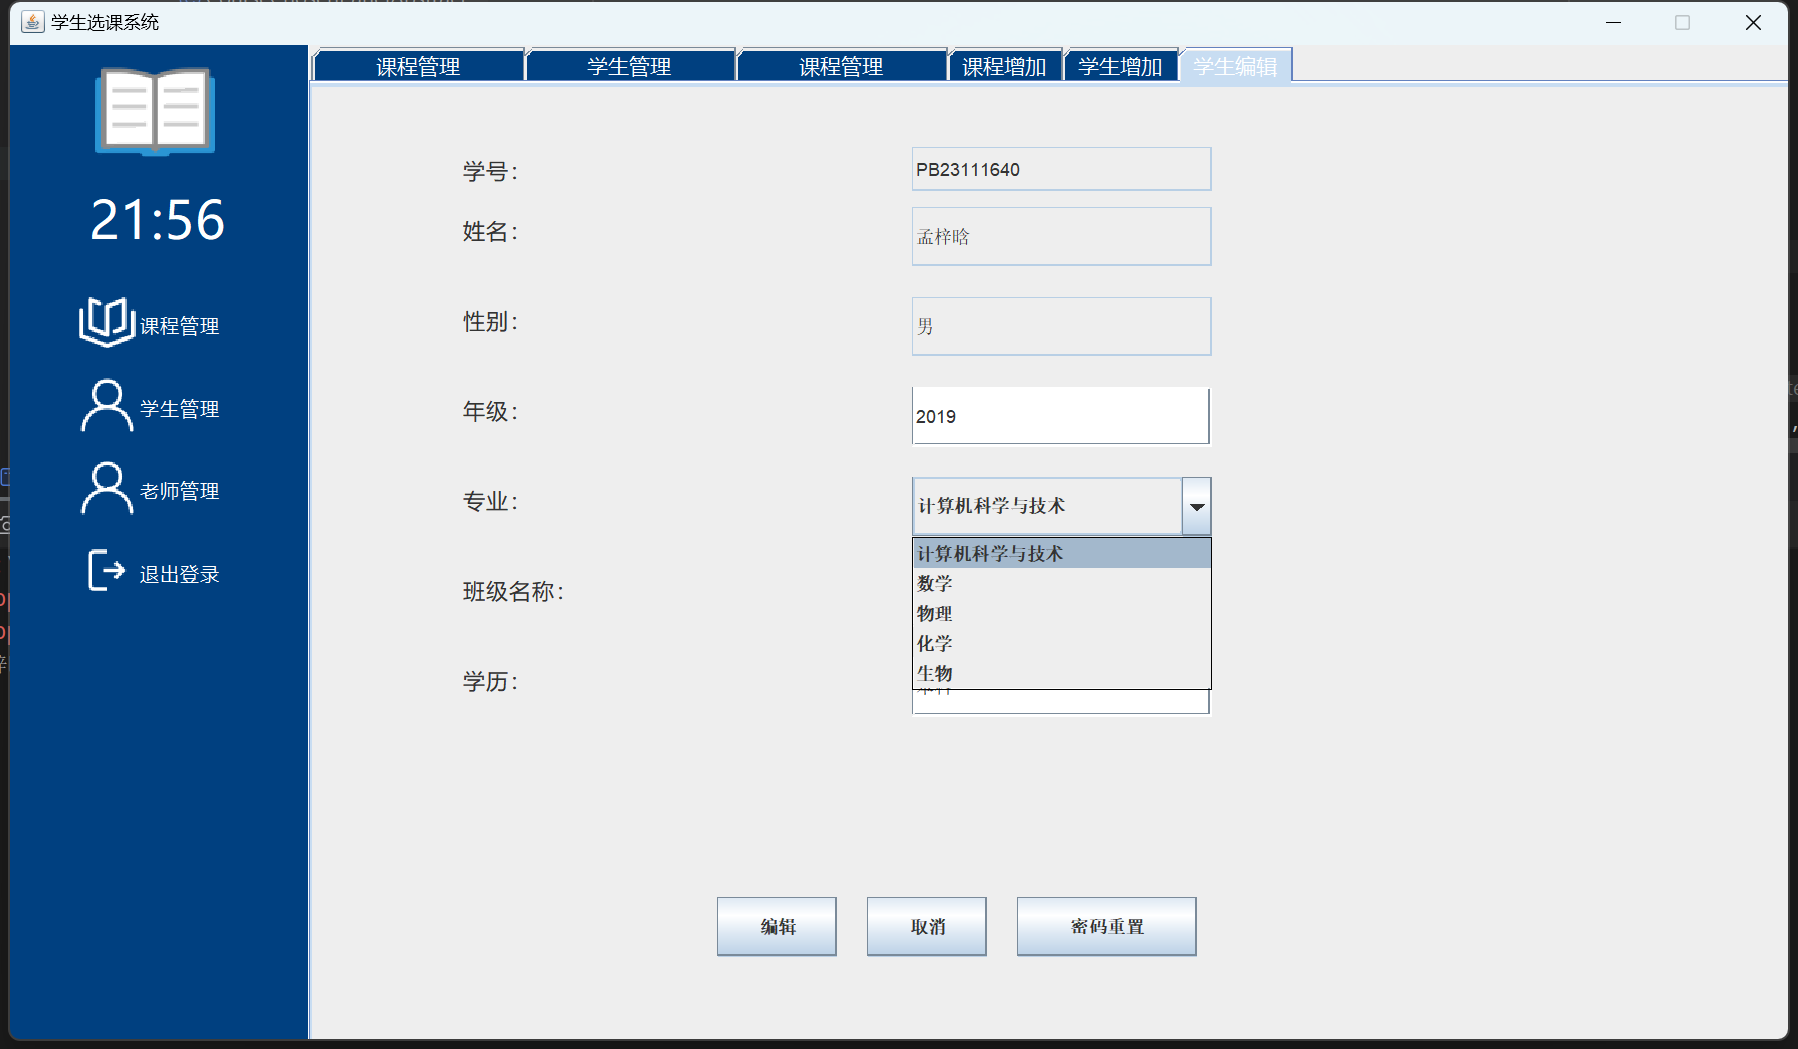 学生选课系统
21:56
课程管理
学生管理
老师管理
退出登录
课程管理 学生管理 课程管理 课程增加 学生增加 学生编辑
学号： PB23111640
姓名： 孟梓晗
性别： 男
年级： 2019
专业： 计算机科学与技术
计算机科学与技术
数学
物理
化学
生物
班级名称：
学历：
编辑 取消 密码重置